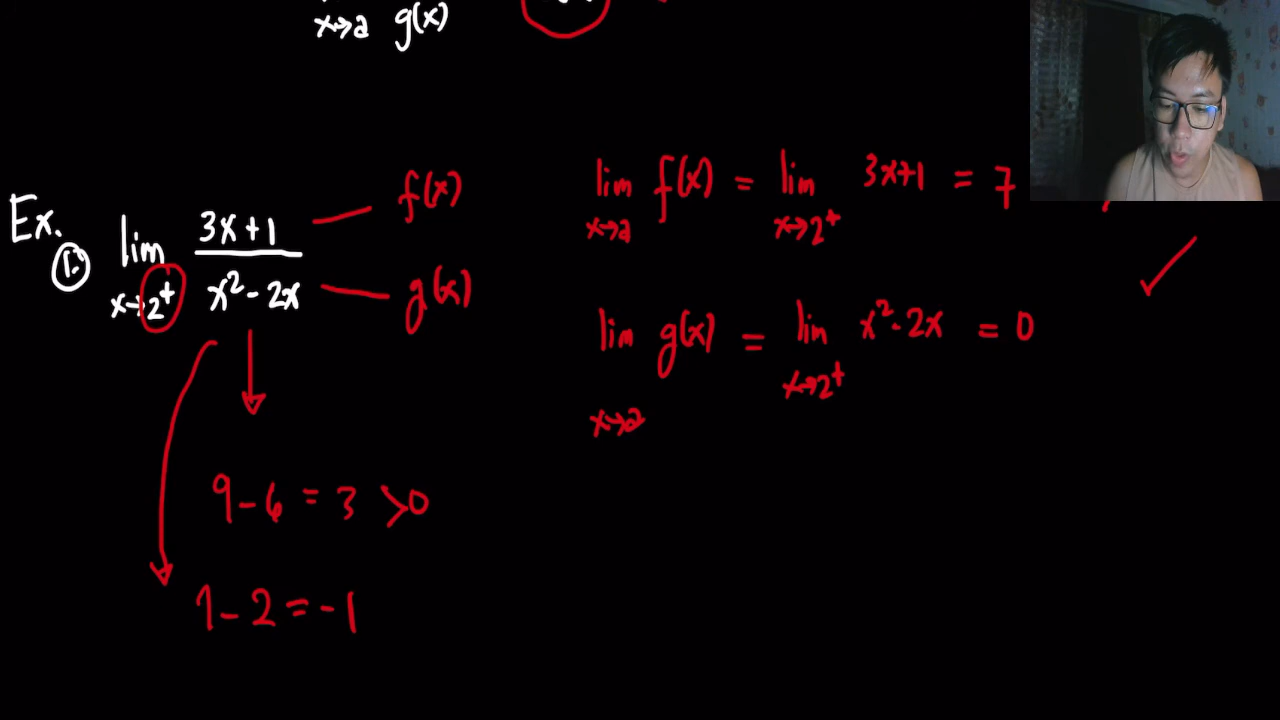 x→a g(x)
Ex.
1. lim x→2⁺ (3x+1)/(x²-2x)
f(x)
g(x)
lim x→a f(x) = lim x→2⁺ 3x+1 = 7
lim x→a g(x) = lim x→2⁺ x²-2x = 0
9-6 = 3 >0
1-2 = -1